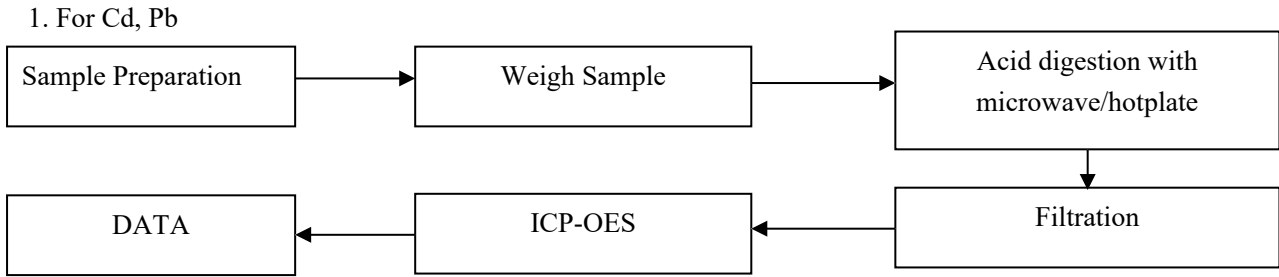 1. For Cd, Pb
Sample Preparation
Weigh Sample
Acid digestion with
microwave/hotplate
Filtration
ICP-OES
DATA